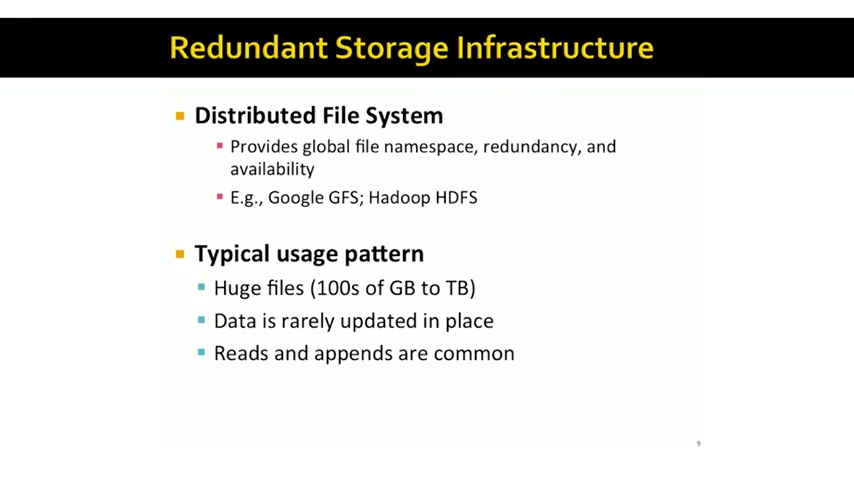 Redundant Storage Infrastructure
Distributed File System
Provides global file namespace, redundancy, and
availability
E.g., Google GFS; Hadoop HDFS
Typical usage pattern
Huge files (100s of GB to TB)
Data is rarely updated in place
Reads and appends are common
9